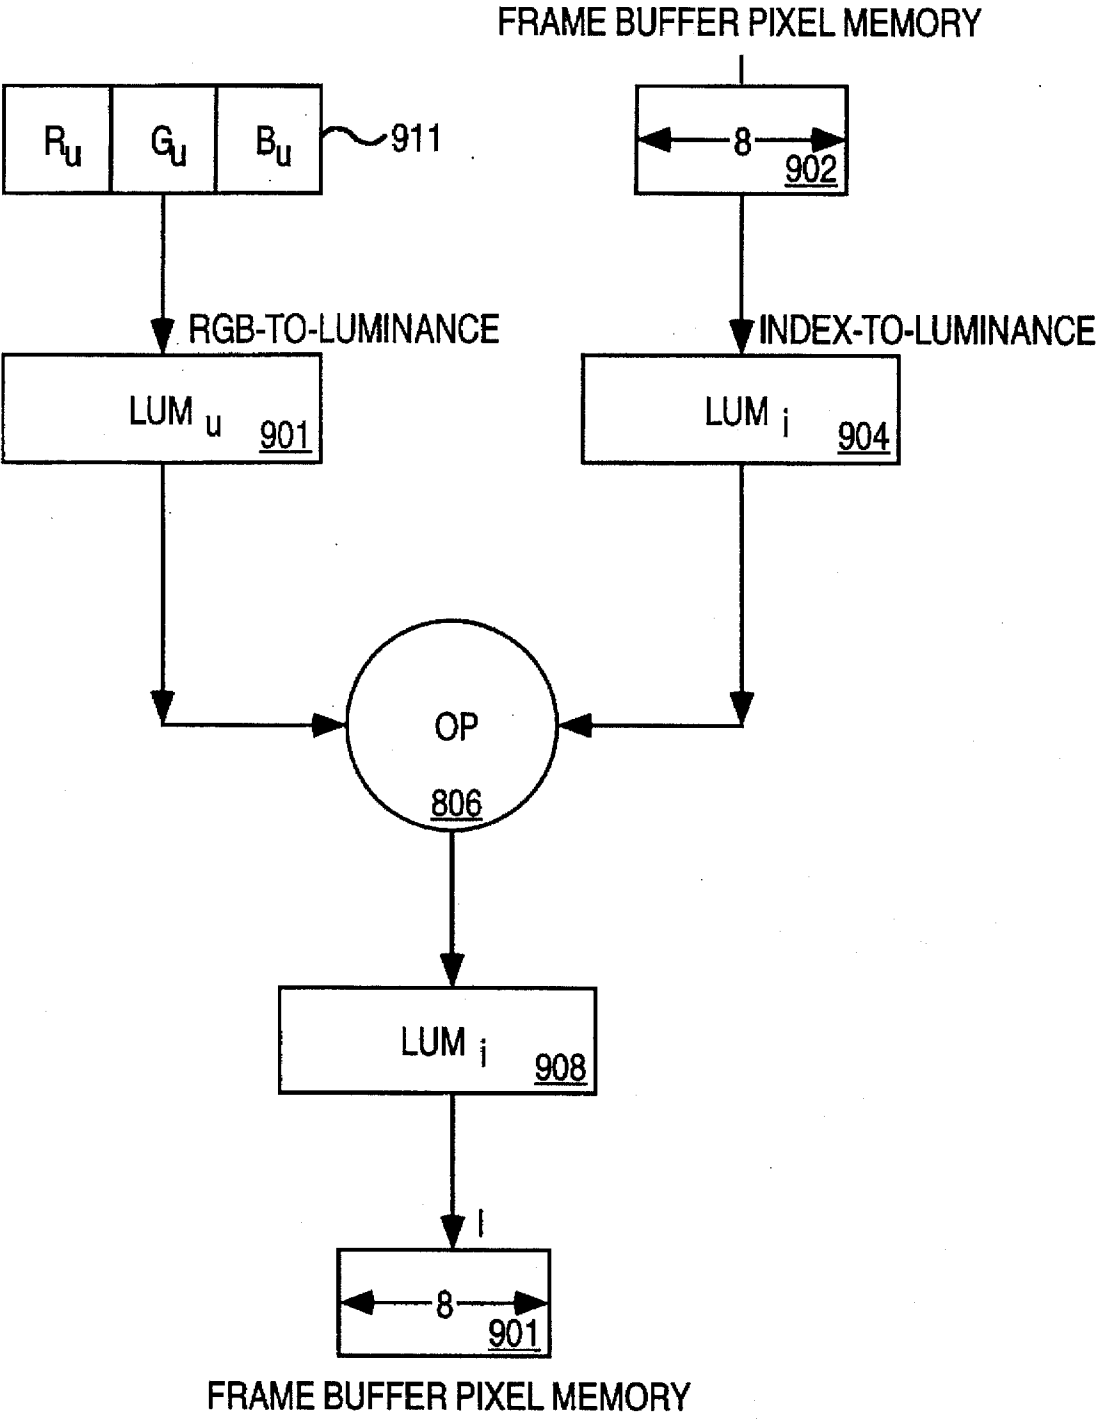 FRAME BUFFER PIXEL MEMORY
Ru Gu Bu 911
8
902
RGB-TO-LUMINANCE
INDEX-TO-LUMINANCE
LUM u 901
LUM i 904
OP
806
LUM i 908
I
8
901
FRAME BUFFER PIXEL MEMORY